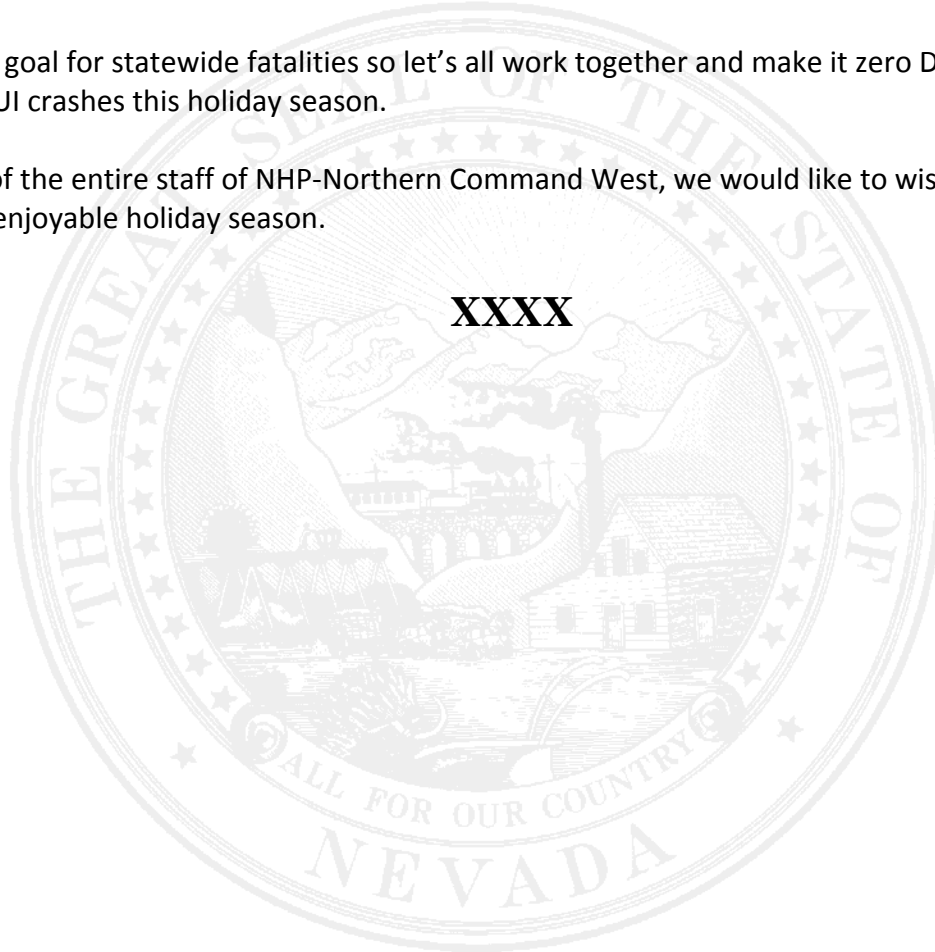 goal for statewide fatalities so let’s all work together and make it zero D
UI crashes this holiday season.
of the entire staff of NHP-Northern Command West, we would like to wis
enjoyable holiday season.
XXXX
THE GREAT SEAL OF THE STATE OF
NEVADA
ALL FOR OUR COUNTRY